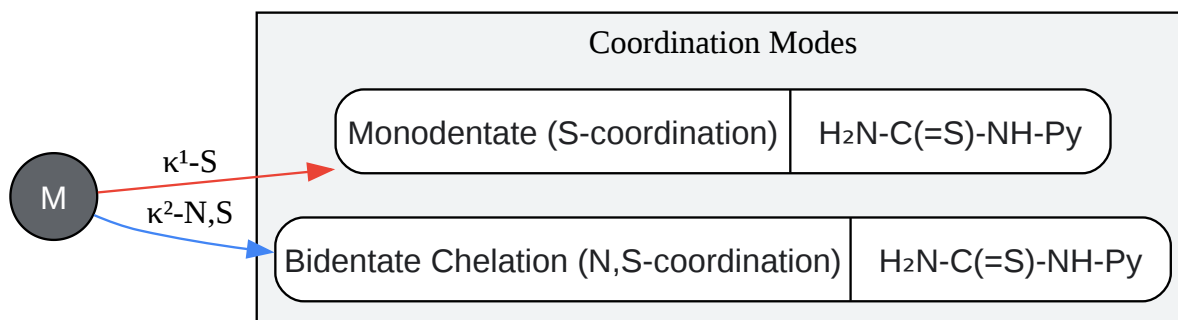 Coordination Modes
Monodentate (S-coordination) H₂N-C(=S)-NH-Py
κ¹-S
M
κ²-N,S
Bidentate Chelation (N,S-coordination) H₂N-C(=S)-NH-Py